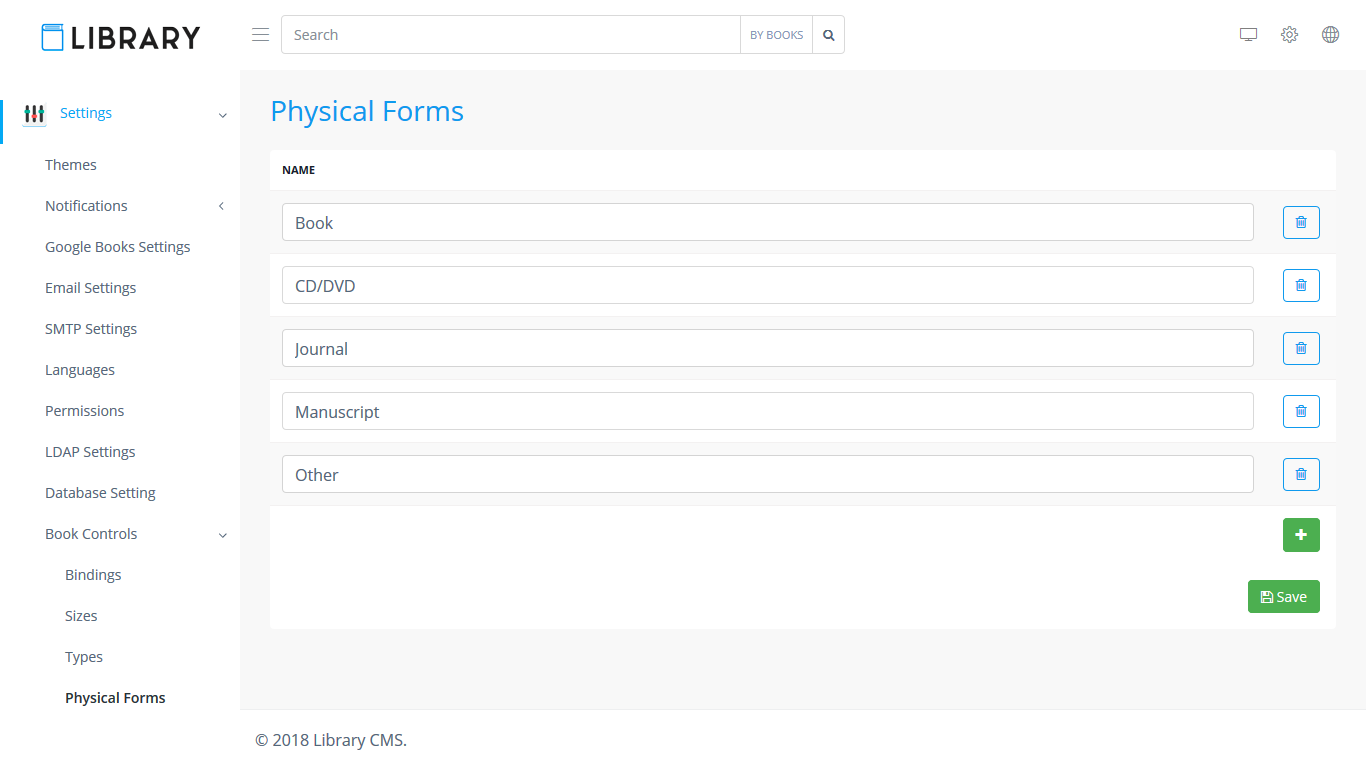 LIBRARY
Search
BY BOOKS
Settings
Themes
Notifications
Google Books Settings
Email Settings
SMTP Settings
Languages
Permissions
LDAP Settings
Database Setting
Book Controls
Bindings
Sizes
Types
Physical Forms
Physical Forms
NAME
Book
CD/DVD
Journal
Manuscript
Other
Save
© 2018 Library CMS.